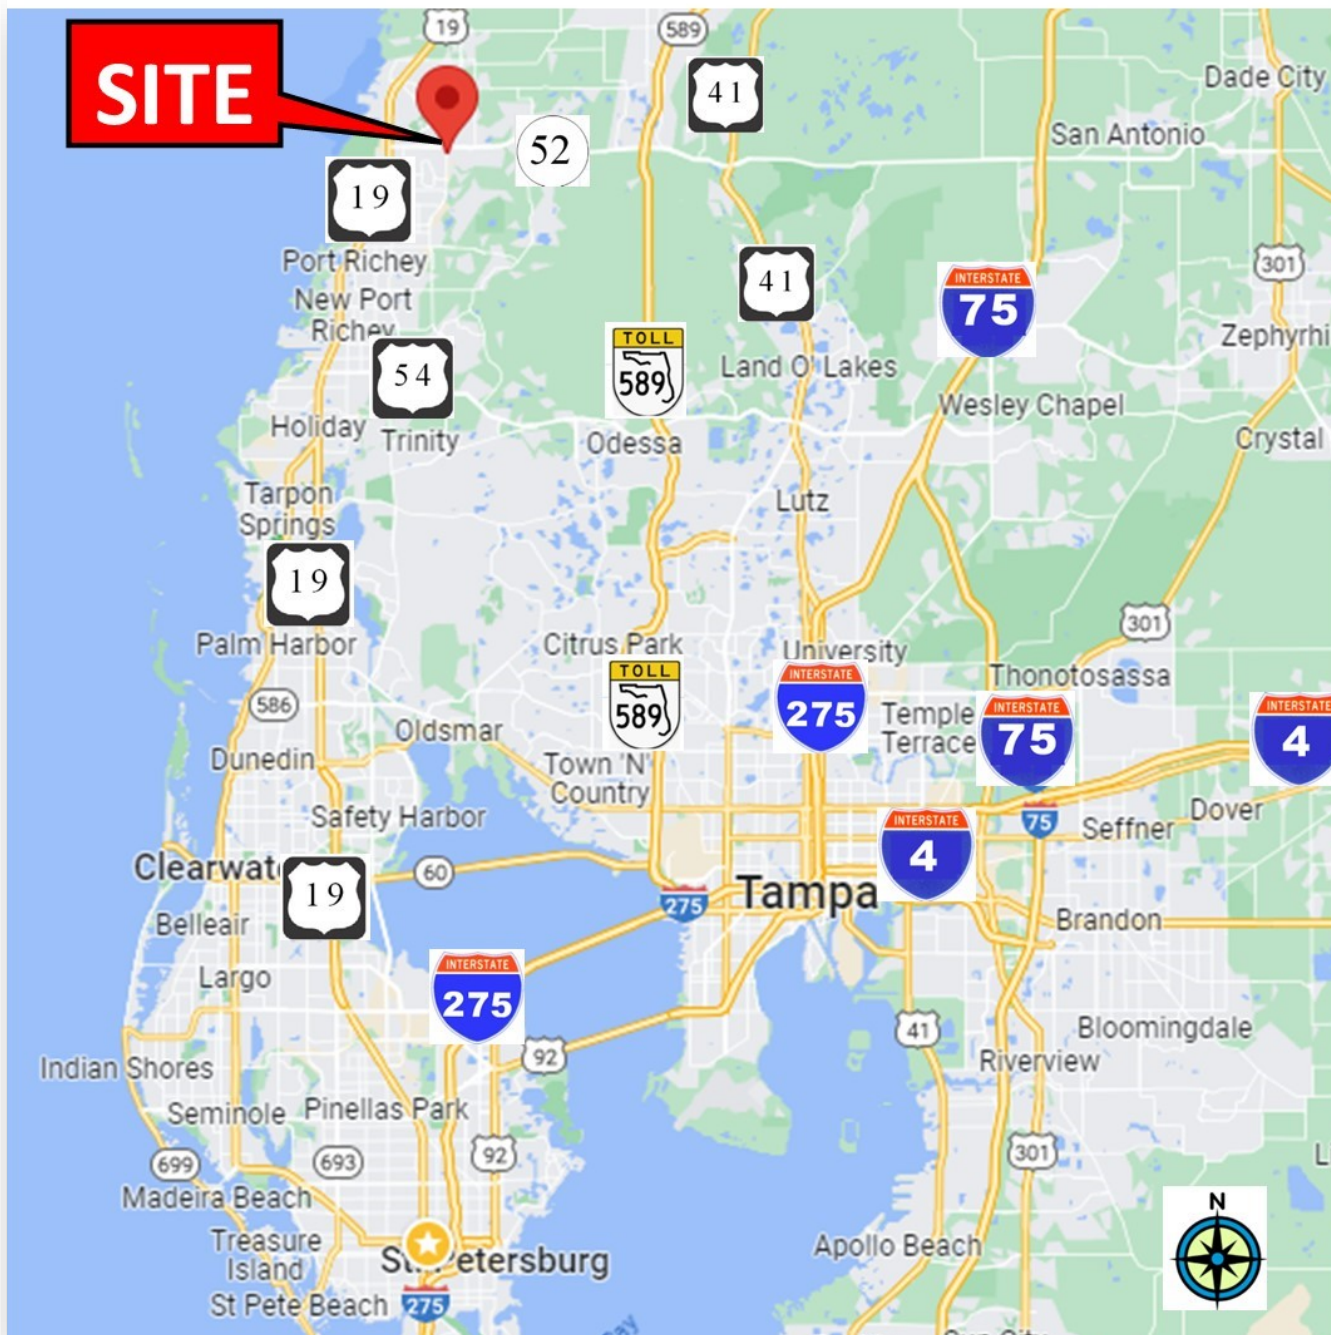 19
589
SITE
41
Dade City
San Antonio
52
19
Port Richey
41
301
New Port
Richey
INTERSTATE
75
TOLL
589
54
Land O' Lakes
Zephyrhi
Wesley Chapel
Holiday
Trinity
Odessa
Crystal
Tarpon
Springs
Lutz
19
301
Palm Harbor
Citrus Park
University
Thonotosassa
TOLL
589
INTERSTATE
275
586
Temple
Terrace
INTERSTATE
75
INTERSTATE
4
Oldsmar
Dunedin
Town 'N'
Country
Safety Harbor
Dover
75
Seffner
INTERSTATE
4
Clearwat
60
19
275
Tampa
Belleair
Brandon
Largo
INTERSTATE
275
41
Bloomingdale
92
Riverview
Indian Shores
Seminole
Pinellas Park
92
301
699
693
L
Madeira Beach
N
Treasure
Island
St. Petersburg
Apollo Beach
St Pete Beach
275